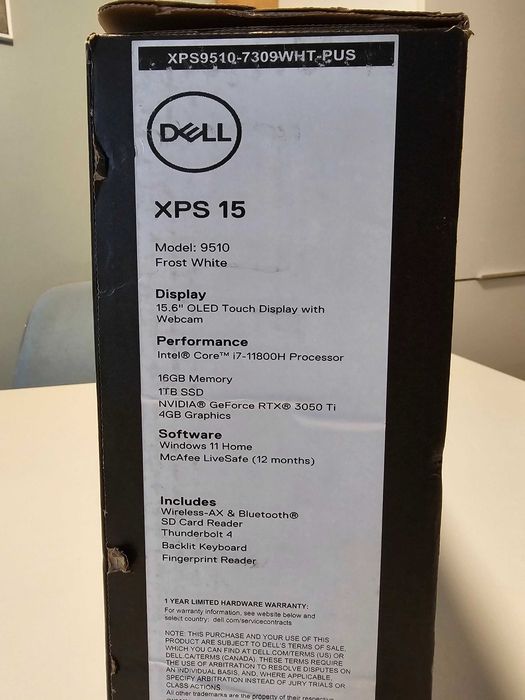 XPS9510-7309WHT-PUS
DELL
XPS 15
Model: 9510
Frost White
Display
15.6" OLED Touch Display with
Webcam
Performance
Intel® Core™ i7-11800H Processor
16GB Memory
1TB SSD
NVIDIA® GeForce RTX® 3050 Ti
4GB Graphics
Software
Windows 11 Home
McAfee LiveSafe (12 months)
Includes
Wireless-AX & Bluetooth®
SD Card Reader
Thunderbolt 4
Backlit Keyboard
Fingerprint Reader
1 YEAR LIMITED HARDWARE WARRANTY:
For warranty information, see website below and
select country: dell.com/servicecontracts
NOTE: THIS PURCHASE AND YOUR USE OF THIS
PRODUCT ARE SUBJECT TO DELL'S TERMS OF SALE,
WHICH YOU CAN FIND AT DELL.COM/TERMS (US) OR
DELL.CA/TERMS (CANADA). THESE TERMS REQUIRE
THE USE OF ARBITRATION TO RESOLVE DISPUTES ON
AN INDIVIDUAL BASIS, AND, WHERE APPLICABLE,
SPECIFY ARBITRATION INSTEAD OF JURY TRIALS OR
CLASS ACTIONS.
All other trademarks are the property of their respective